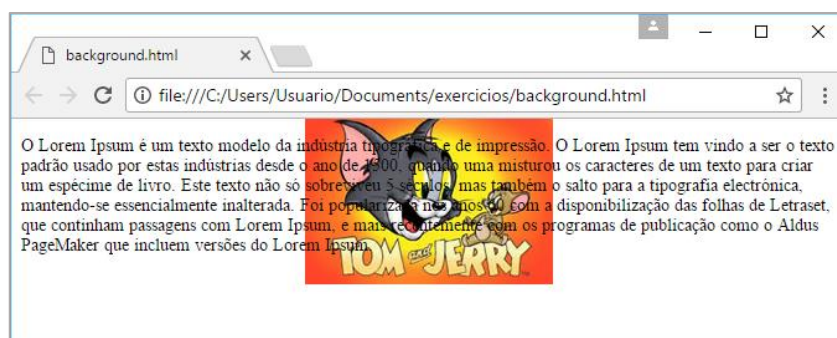 background.html
file:///C:/Users/Usuario/Documents/exercicios/background.html
O Lorem Ipsum é um texto modelo da indústria tipográfica e de impressão. O Lorem Ipsum tem vindo a ser o texto
padrão usado por estas indústrias desde o ano de 1500, quando uma misturou os caracteres de um texto para criar
um espécime de livro. Este texto não só sobreviveu 5 séculos, mas também o salto para a tipografia electrónica,
mantendo-se essencialmente inalterada. Foi popularizada nos anos 60 com a disponibilização das folhas de Letraset,
que continham passagens com Lorem Ipsum, e mais recentemente com os programas de publicação como o Aldus
PageMaker que incluem versões do Lorem Ipsum.
TOM AND JERRY